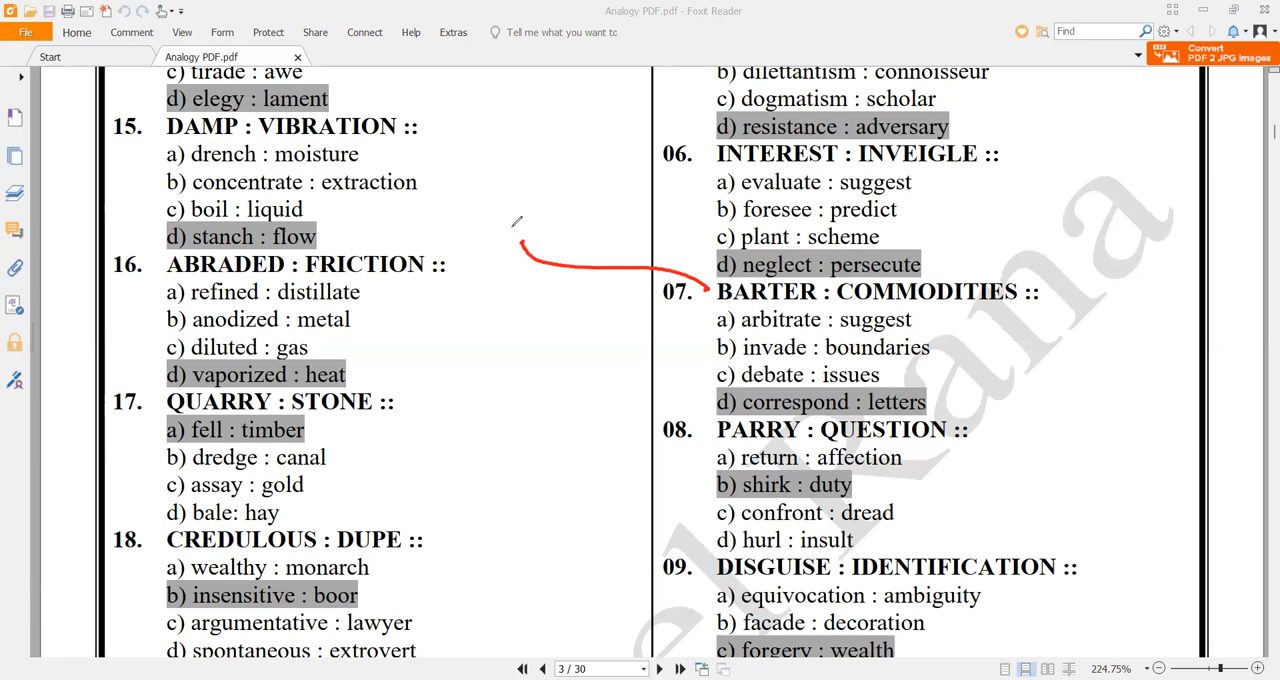 Analogy PDF.pdf - Foxit Reader
File Home Comment View Form Protect Share Connect Help Extras Tell me what you want to Find
Start Analogy PDF.pdf
Convert
PDF 2 JPG Images
c) tirade : awe
d) elegy : lament
15. DAMP : VIBRATION ::
a) drench : moisture
b) concentrate : extraction
c) boil : liquid
d) stanch : flow
16. ABRADED : FRICTION ::
a) refined : distillate
b) anodized : metal
c) diluted : gas
d) vaporized : heat
17. QUARRY : STONE ::
a) fell : timber
b) dredge : canal
c) assay : gold
d) bale: hay
18. CREDULOUS : DUPE ::
a) wealthy : monarch
b) insensitive : boor
c) argumentative : lawyer
d) spontaneous : extrovert
b) dilettantism : connoisseur
c) dogmatism : scholar
d) resistance : adversary
06. INTEREST : INVEIGLE ::
a) evaluate : suggest
b) foresee : predict
c) plant : scheme
d) neglect : persecute
07. BARTER : COMMODITIES ::
a) arbitrate : suggest
b) invade : boundaries
c) debate : issues
d) correspond : letters
08. PARRY : QUESTION ::
a) return : affection
b) shirk : duty
c) confront : dread
d) hurl : insult
09. DISGUISE : IDENTIFICATION ::
a) equivocation : ambiguity
b) facade : decoration
c) forgery : wealth
el Rana
3 / 30
224.75%